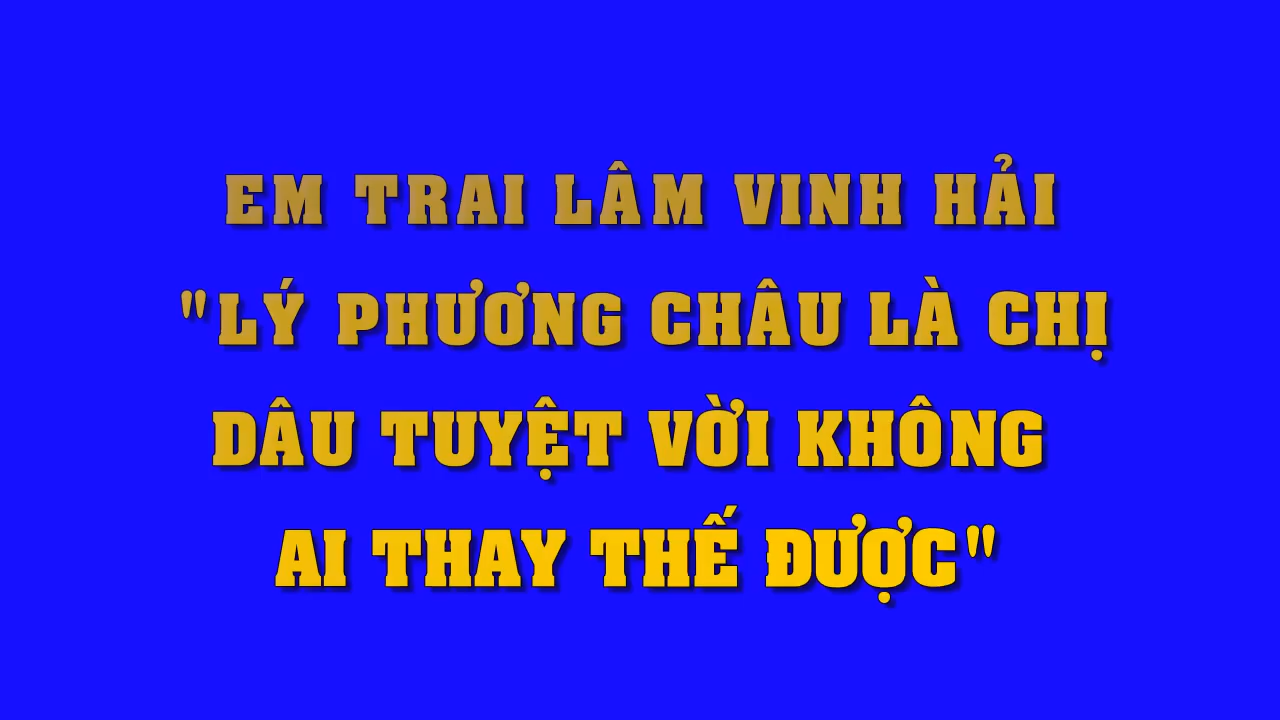 EM TRAI LÂM VINH HẢI
"LÝ PHƯƠNG CHÂU LÀ CHỊ
DÂU TUYỆT VỜI KHÔNG
AI THAY THẾ ĐƯỢC"